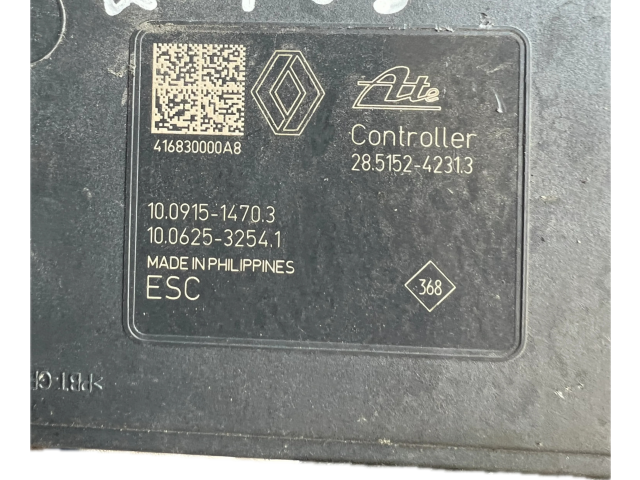 Ate
416830000A8
Controller
28.5152-4231.3
10.0915-1470.3
10.0625-3254.1
MADE IN PHILIPPINES
ESC
368